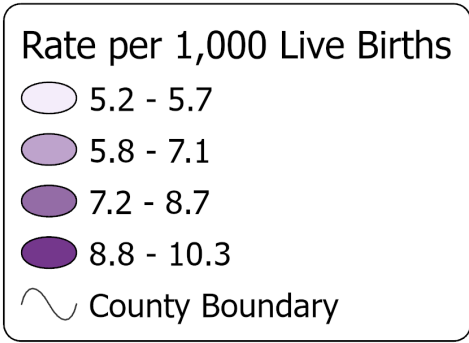 Rate per 1,000 Live Births
5.2 - 5.7
5.8 - 7.1
7.2 - 8.7
8.8 - 10.3
County Boundary